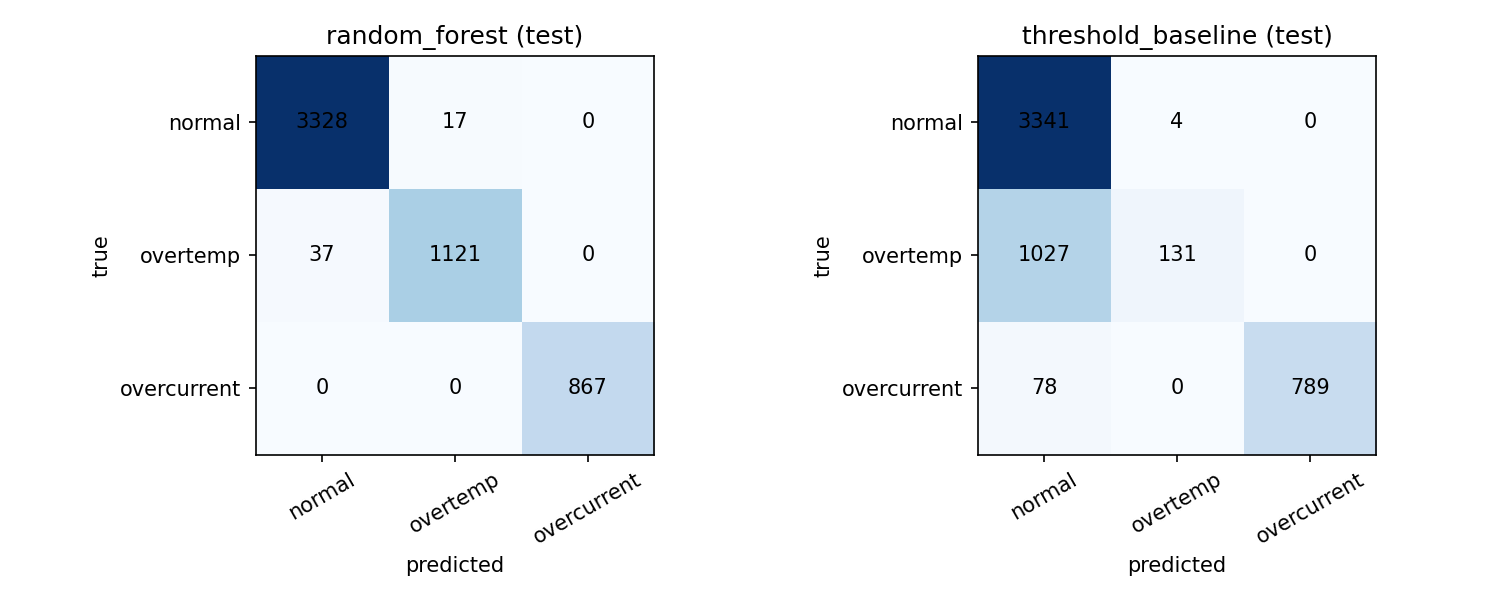 random_forest (test)
normal 3328 17 0
true
overtemp 37 1121 0
overcurrent 0 0 867
normal overtemp overcurrent
predicted
threshold_baseline (test)
normal 3341 4 0
true
overtemp 1027 131 0
overcurrent 78 0 789
normal overtemp overcurrent
predicted